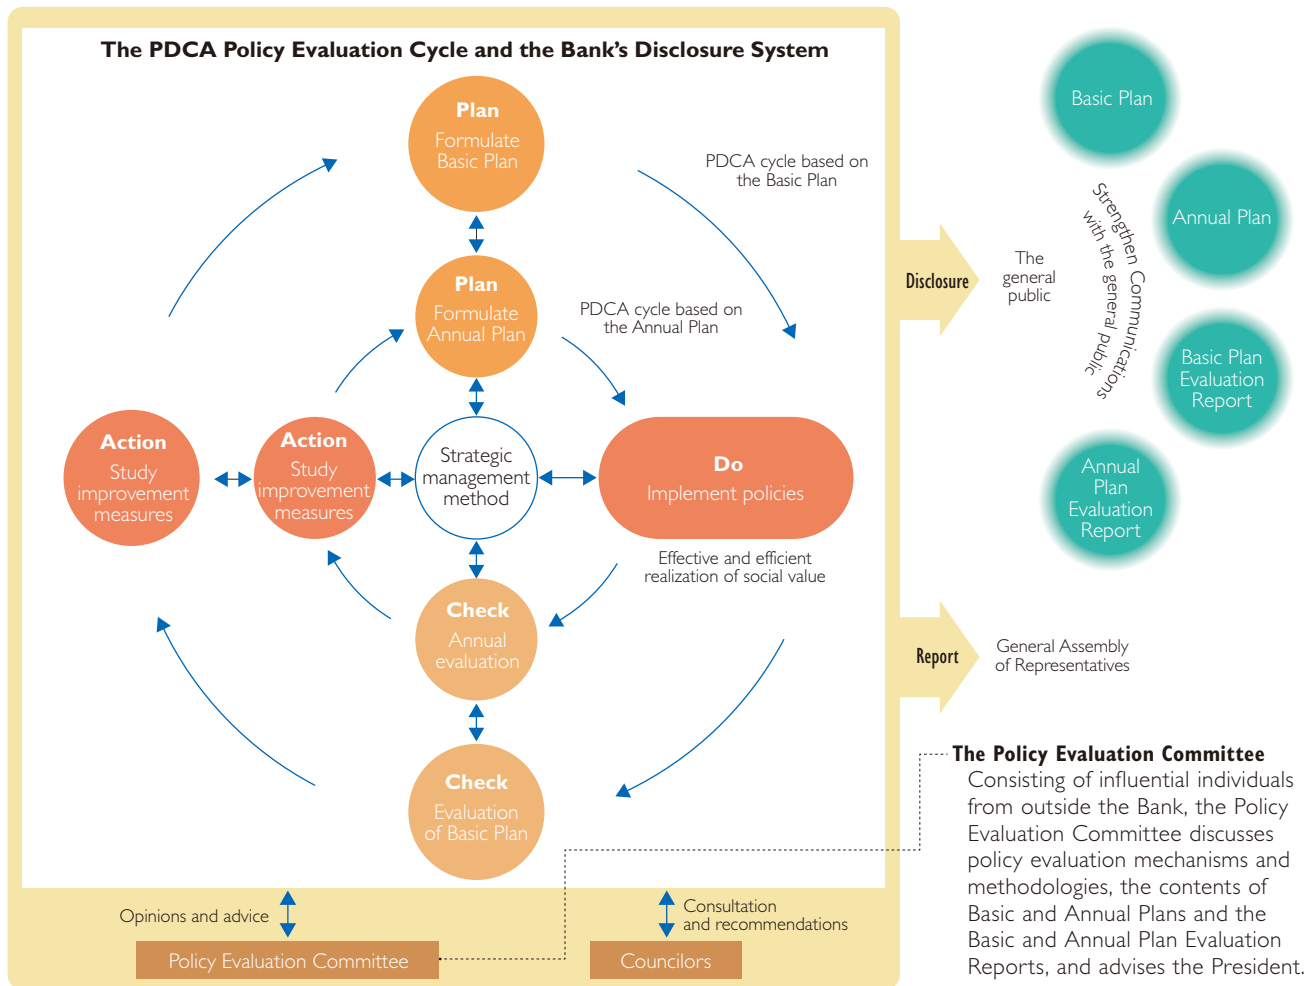 The PDCA Policy Evaluation Cycle and the Bank's Disclosure System
Plan
Formulate
Basic Plan
PDCA cycle based on
the Basic Plan
Plan
Formulate
Annual Plan
PDCA cycle based on
the Annual Plan
Action
Study
improvement
measures
Action
Study
improvement
measures
Strategic
management
method
Do
Implement policies
Effective and efficient
realization of social value
Check
Annual
evaluation
Check
Evaluation
of Basic Plan
Opinions and advice
Consultation
and recommendations
Policy Evaluation Committee
Councilors
Disclosure
The
general
public
Strengthen Communications
with the general public
Basic Plan
Annual Plan
Basic Plan
Evaluation
Report
Annual
Plan
Evaluation
Report
Report
General Assembly
of Representatives
The Policy Evaluation Committee
Consisting of influential individuals
from outside the Bank, the Policy
Evaluation Committee discusses
policy evaluation mechanisms and
methodologies, the contents of
Basic and Annual Plans and the
Basic and Annual Plan Evaluation
Reports, and advises the President.